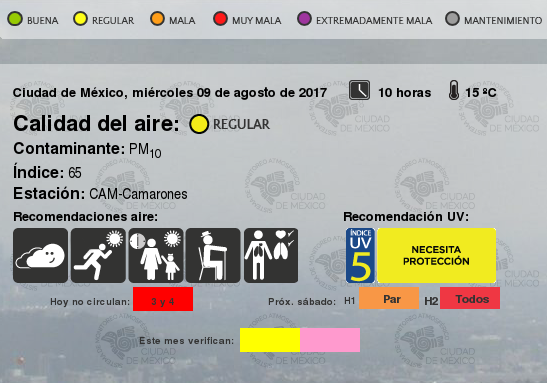 BUENA REGULAR MALA MUY MALA EXTREMADAMENTE MALA MANTENIMIENTO
Ciudad de México, miércoles 09 de agosto de 2017 10 horas 15 ºC
Calidad del aire: REGULAR
Contaminante: PM10
Índice: 65
Estación: CAM-Camarones
Recomendaciones aire: Recomendación UV:
ÍNDICE UV 5 NECESITA PROTECCIÓN
Hoy no circulan: 3 y 4 Próx. sábado: H1 Par H2 Todos
Este mes verifican:
CIUDAD DE MÉXICO